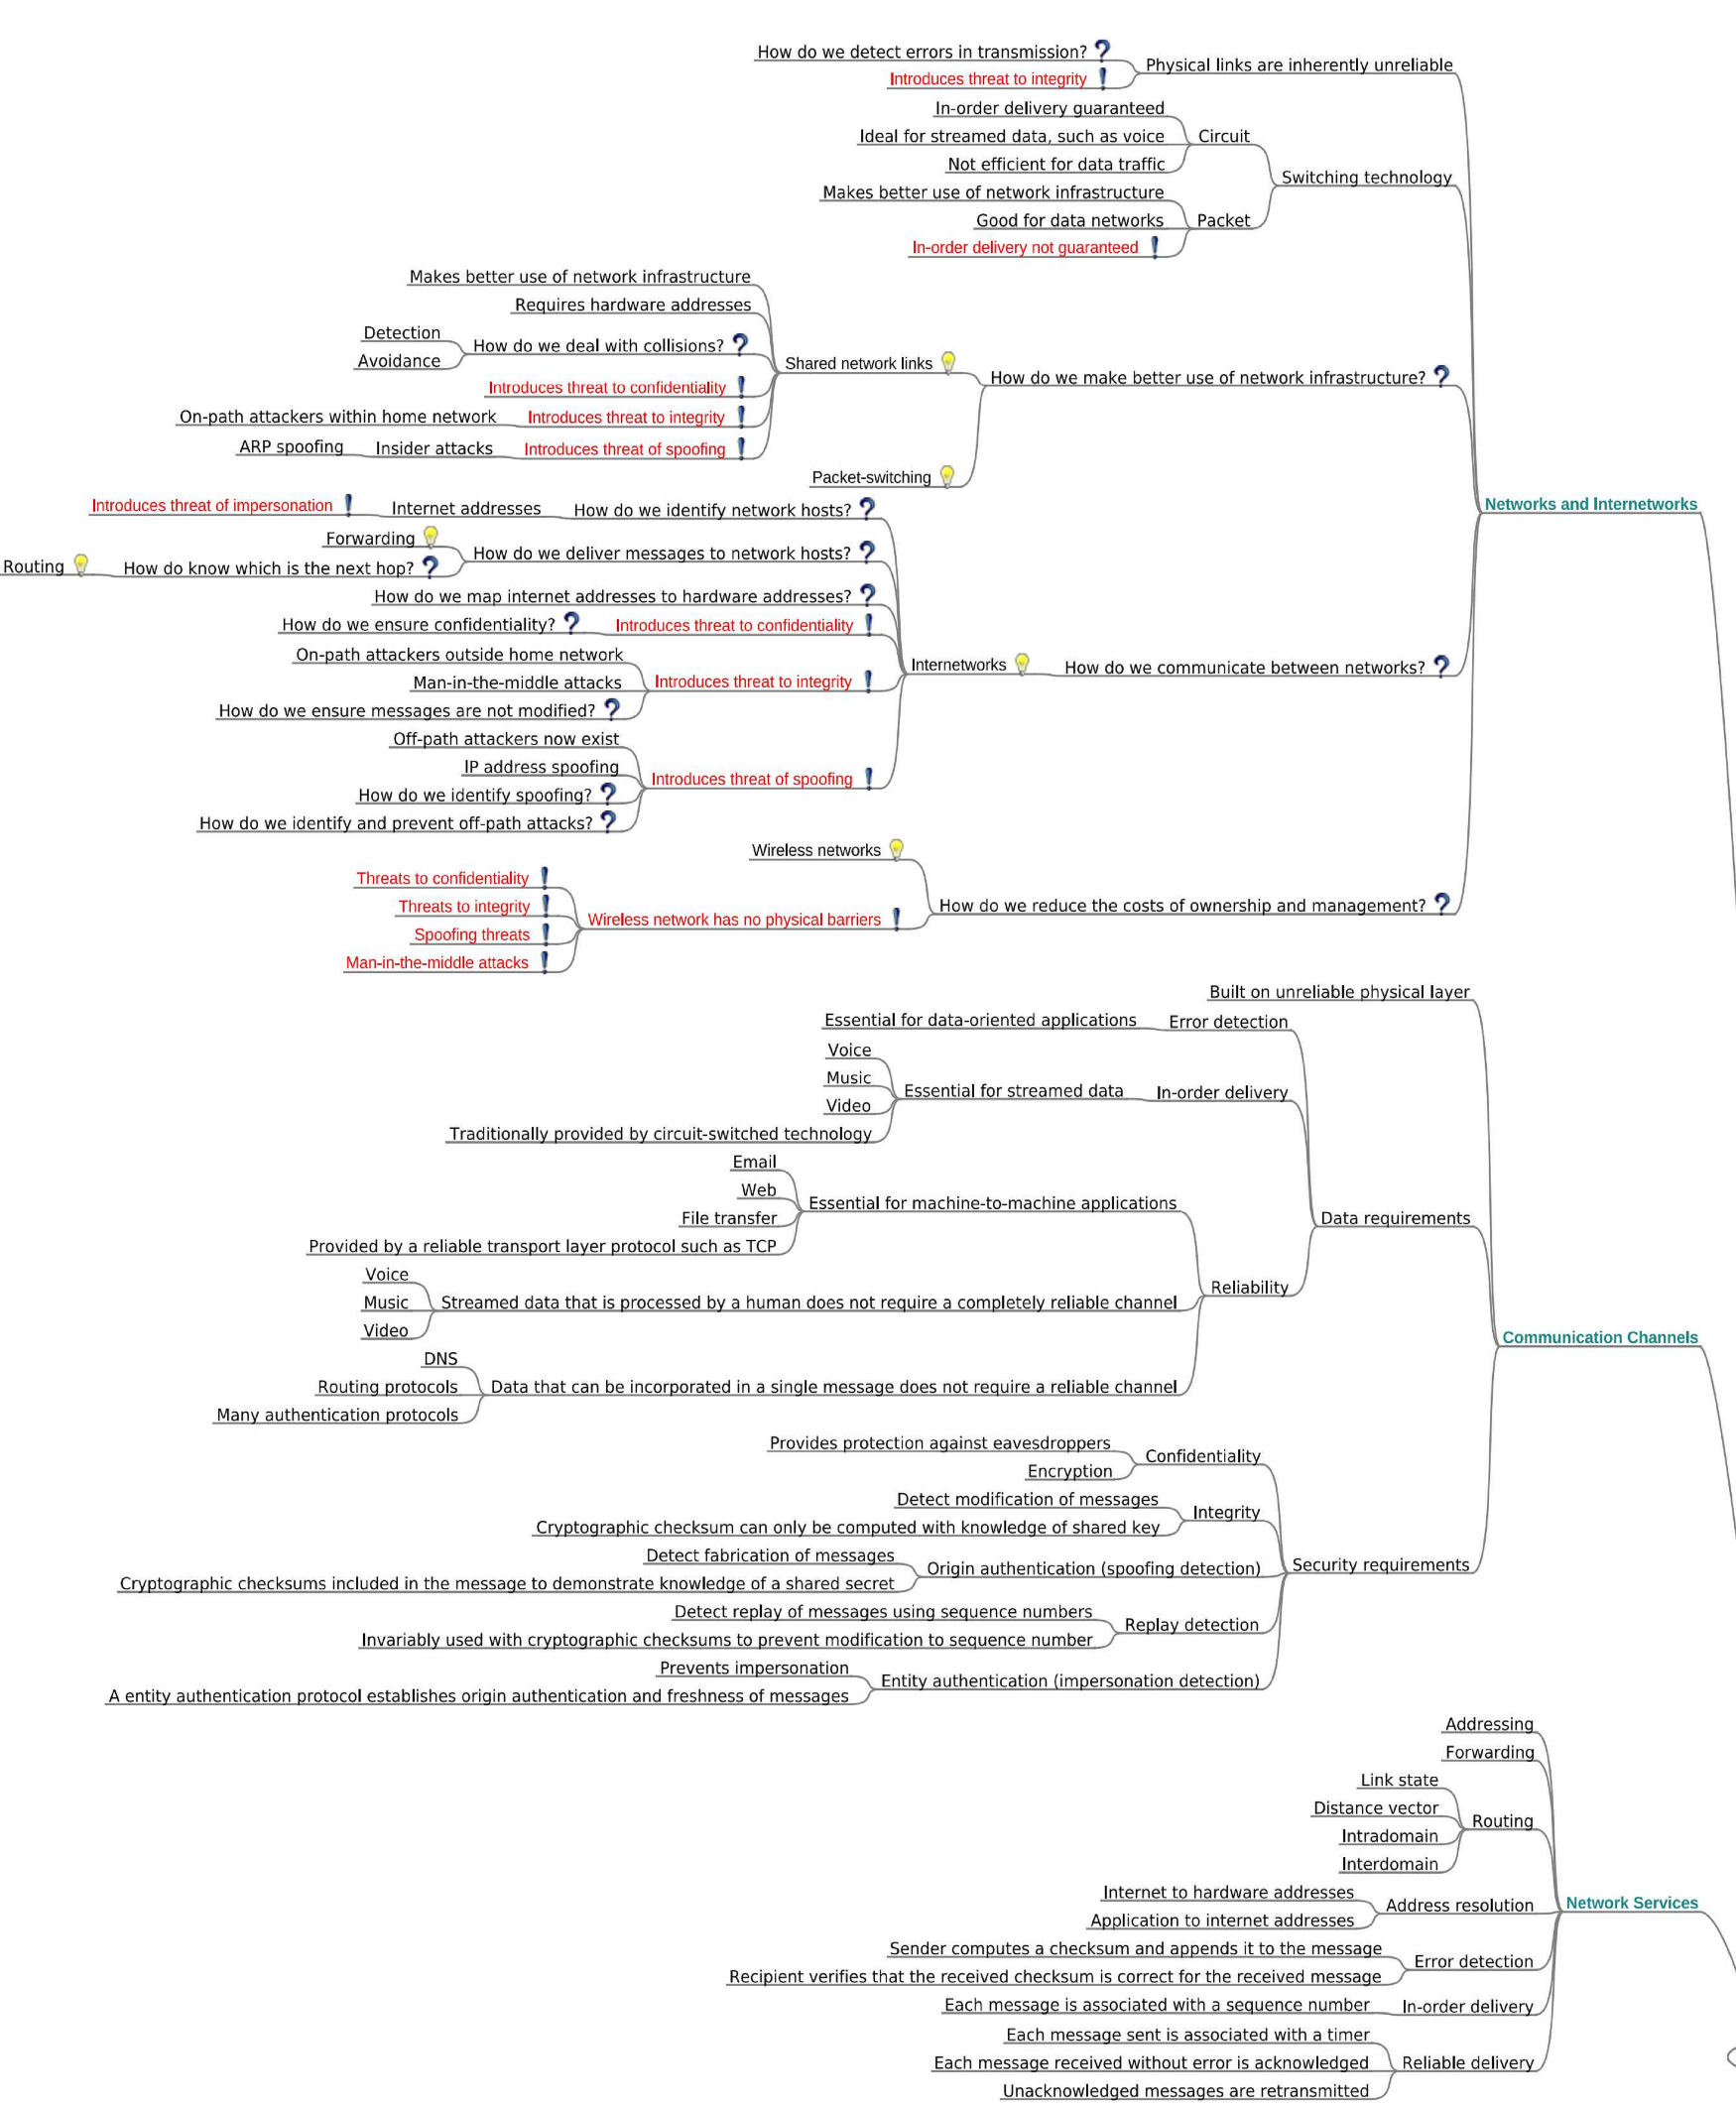 How do we detect errors in transmission?
Introduces threat to integrity
Physical links are inherently unreliable
In-order delivery guaranteed
Ideal for streamed data, such as voice
Circuit
Not efficient for data traffic
Switching technology
Makes better use of network infrastructure
Good for data networks
Packet
In-order delivery not guaranteed
Makes better use of network infrastructure
Requires hardware addresses
Detection
Avoidance
How do we deal with collisions?
Shared network links
Introduces threat to confidentiality
On-path attackers within home network
Introduces threat to integrity
ARP spoofing
Insider attacks
Introduces threat of spoofing
How do we make better use of network infrastructure?
Packet-switching
Networks and Internetworks
Introduces threat of impersonation
Internet addresses
How do we identify network hosts?
Forwarding
How do we deliver messages to network hosts?
Routing
How do know which is the next hop?
How do we map internet addresses to hardware addresses?
How do we ensure confidentiality?
Introduces threat to confidentiality
On-path attackers outside home network
Man-in-the-middle attacks
Introduces threat to integrity
How do we ensure messages are not modified?
Internetworks
How do we communicate between networks?
Off-path attackers now exist
IP address spoofing
Introduces threat of spoofing
How do we identify spoofing?
How do we identify and prevent off-path attacks?
Wireless networks
Threats to confidentiality
Threats to integrity
Wireless network has no physical barriers
Spoofing threats
Man-in-the-middle attacks
How do we reduce the costs of ownership and management?
Built on unreliable physical layer
Essential for data-oriented applications
Error detection
Voice
Music
Essential for streamed data
In-order delivery
Video
Traditionally provided by circuit-switched technology
Email
Web
Essential for machine-to-machine applications
File transfer
Provided by a reliable transport layer protocol such as TCP
Data requirements
Voice
Music
Streamed data that is processed by a human does not require a completely reliable channel
Reliability
Video
Communication Channels
DNS
Routing protocols
Data that can be incorporated in a single message does not require a reliable channel
Many authentication protocols
Provides protection against eavesdroppers
Encryption
Confidentiality
Detect modification of messages
Cryptographic checksum can only be computed with knowledge of shared key
Integrity
Detect fabrication of messages
Cryptographic checksums included in the message to demonstrate knowledge of a shared secret
Origin authentication (spoofing detection)
Security requirements
Detect replay of messages using sequence numbers
Invariably used with cryptographic checksums to prevent modification to sequence number
Replay detection
Prevents impersonation
A entity authentication protocol establishes origin authentication and freshness of messages
Entity authentication (impersonation detection)
Addressing
Forwarding
Link state
Distance vector
Routing
Intradomain
Interdomain
Internet to hardware addresses
Application to internet addresses
Address resolution
Network Services
Sender computes a checksum and appends it to the message
Recipient verifies that the received checksum is correct for the received message
Error detection
Each message is associated with a sequence number
In-order delivery
Each message sent is associated with a timer
Each message received without error is acknowledged
Reliable delivery
Unacknowledged messages are retransmitted